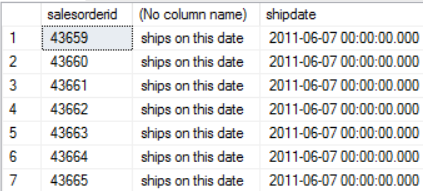 salesorderid (No column name) shipdate
1 43659 ships on this date 2011-06-07 00:00:00.000
2 43660 ships on this date 2011-06-07 00:00:00.000
3 43661 ships on this date 2011-06-07 00:00:00.000
4 43662 ships on this date 2011-06-07 00:00:00.000
5 43663 ships on this date 2011-06-07 00:00:00.000
6 43664 ships on this date 2011-06-07 00:00:00.000
7 43665 ships on this date 2011-06-07 00:00:00.000